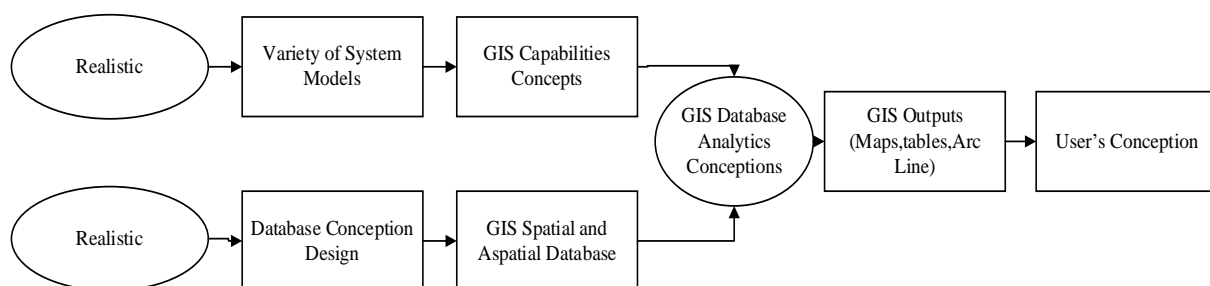 Realistic
Variety of System
Models
GIS Capabilities
Concepts
GIS Database
Analytics
Conceptions
GIS Outputs
(Maps,tables,Arc
Line)
User's Conception
Realistic
Database Conception
Design
GIS Spatial and
Aspatial Database